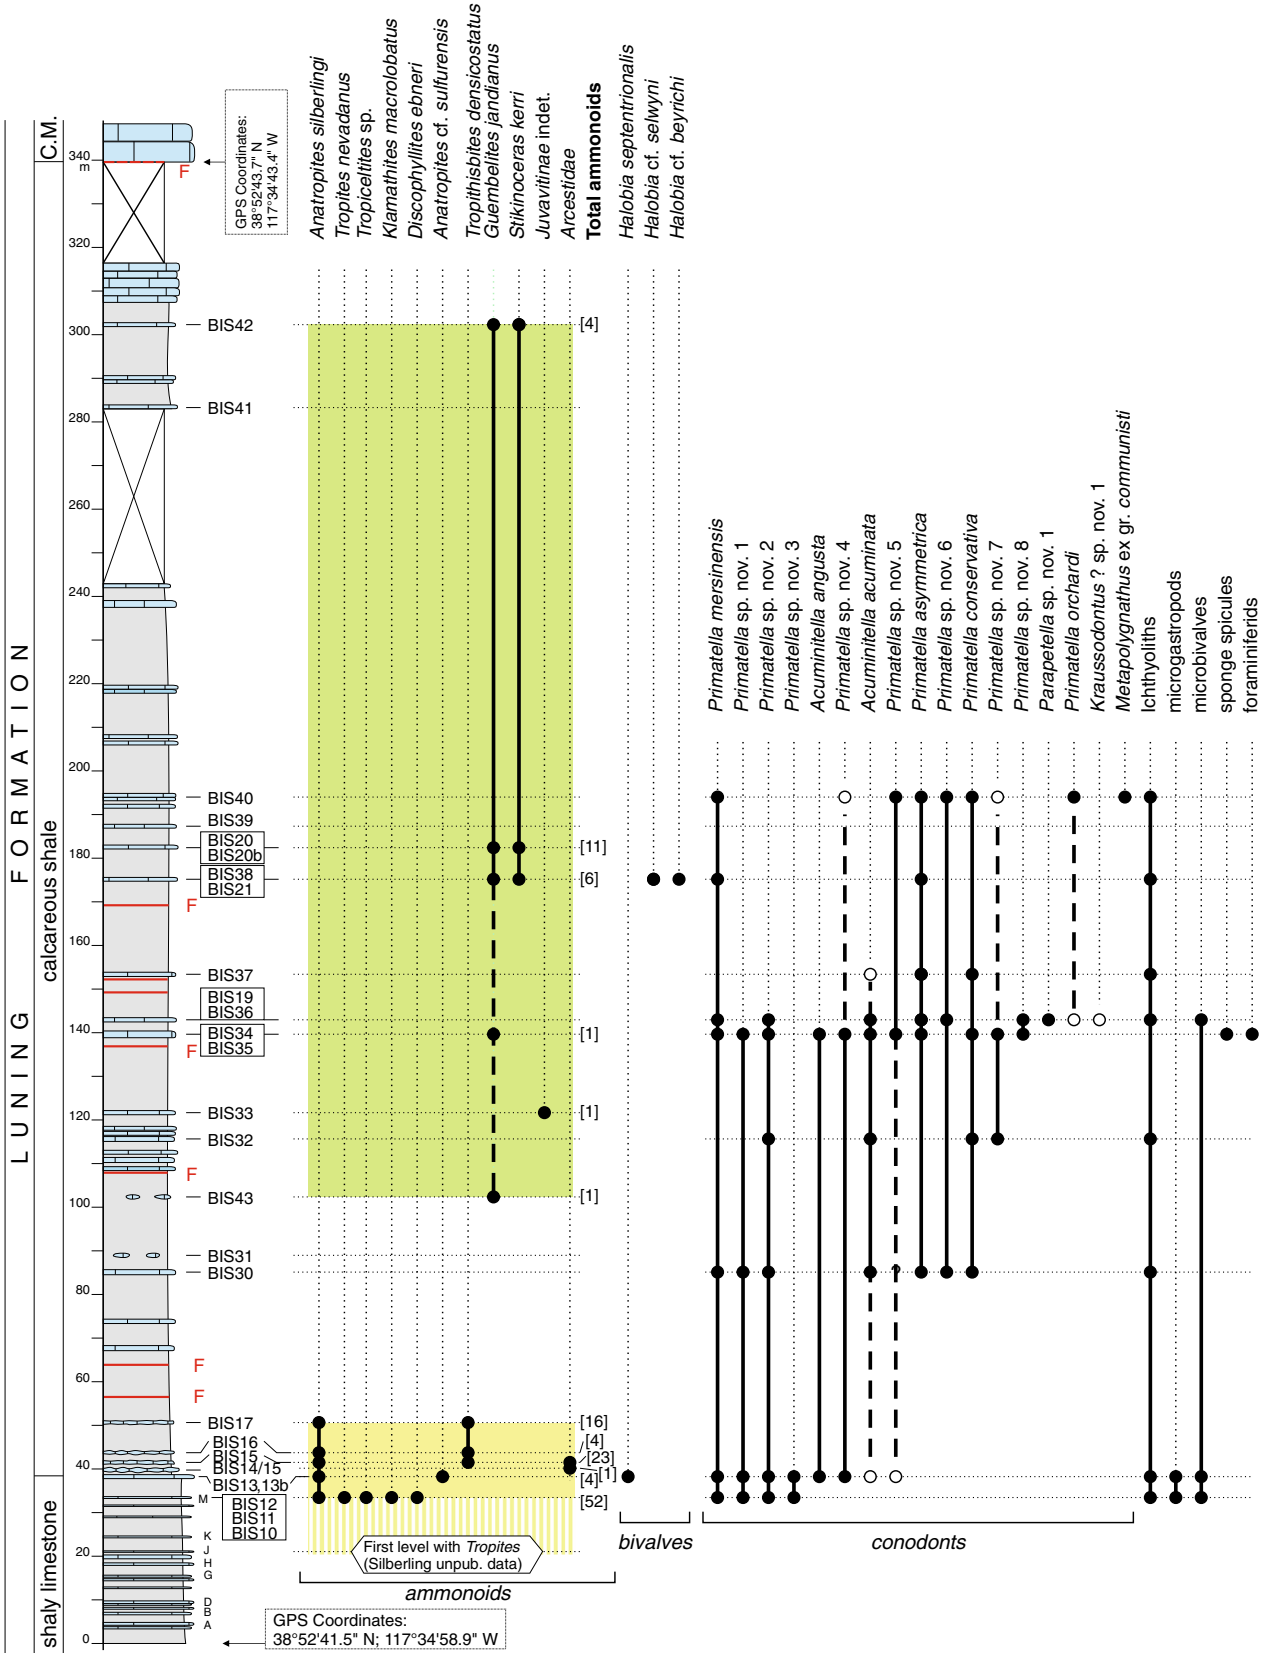 LUNING FORMATION
C.M.
calcareous shale
shaly limestone
340
m
320
300
280
260
240
220
200
180
160
140
120
100
80
60
40
20
0
F
F
F
F
F
F
GPS Coordinates:
38°52'43.7" N
117°34'43.4" W
BIS42
BIS41
BIS40
BIS39
BIS20
BIS20b
BIS38
BIS21
BIS37
BIS19
BIS36
BIS34
BIS35
BIS33
BIS32
BIS43
BIS31
BIS30
BIS17
BIS16
BIS15
BIS14/15
BIS13,13b
BIS12
BIS11
BIS10
M
K
J
H
G
D
B
A
Anatropites silberlingi
Tropites nevadanus
Tropiceltites sp.
Klamathites macrolobatus
Discophyllites ebneri
Anatropites cf. sulfurensis
Tropithisbites densicostatus
Guembelites jandianus
Stikinoceras kerri
Juvavitinae indet.
Arcestidae
Total ammonoids
Halobia septentrionalis
Halobia cf. selwyni
Halobia cf. beyrichi
[4]
[11]
[6]
[1]
[1]
[1]
[16]
[4]
[23]
[1]
[4]
[52]
Primatella mersinensis
Primatella sp. nov. 1
Primatella sp. nov. 2
Primatella sp. nov. 3
Acuminitella angusta
Primatella sp. nov. 4
Acuminitella acuminata
Primatella sp. nov. 5
Primatella asymmetrica
Primatella sp. nov. 6
Primatella conservativa
Primatella sp. nov. 7
Primatella sp. nov. 8
Parapetella sp. nov. 1
Primatella orchardi
Kraussodontus ? sp. nov. 1
Metapolygnathus ex gr. communisti
Ichthyoliths
microgastropods
microbivalves
sponge spicules
foraminiferids
?
First level with Tropites
(Silberling unpub. data)
ammonoids
bivalves
conodonts
GPS Coordinates:
38°52'41.5" N; 117°34'58.9" W